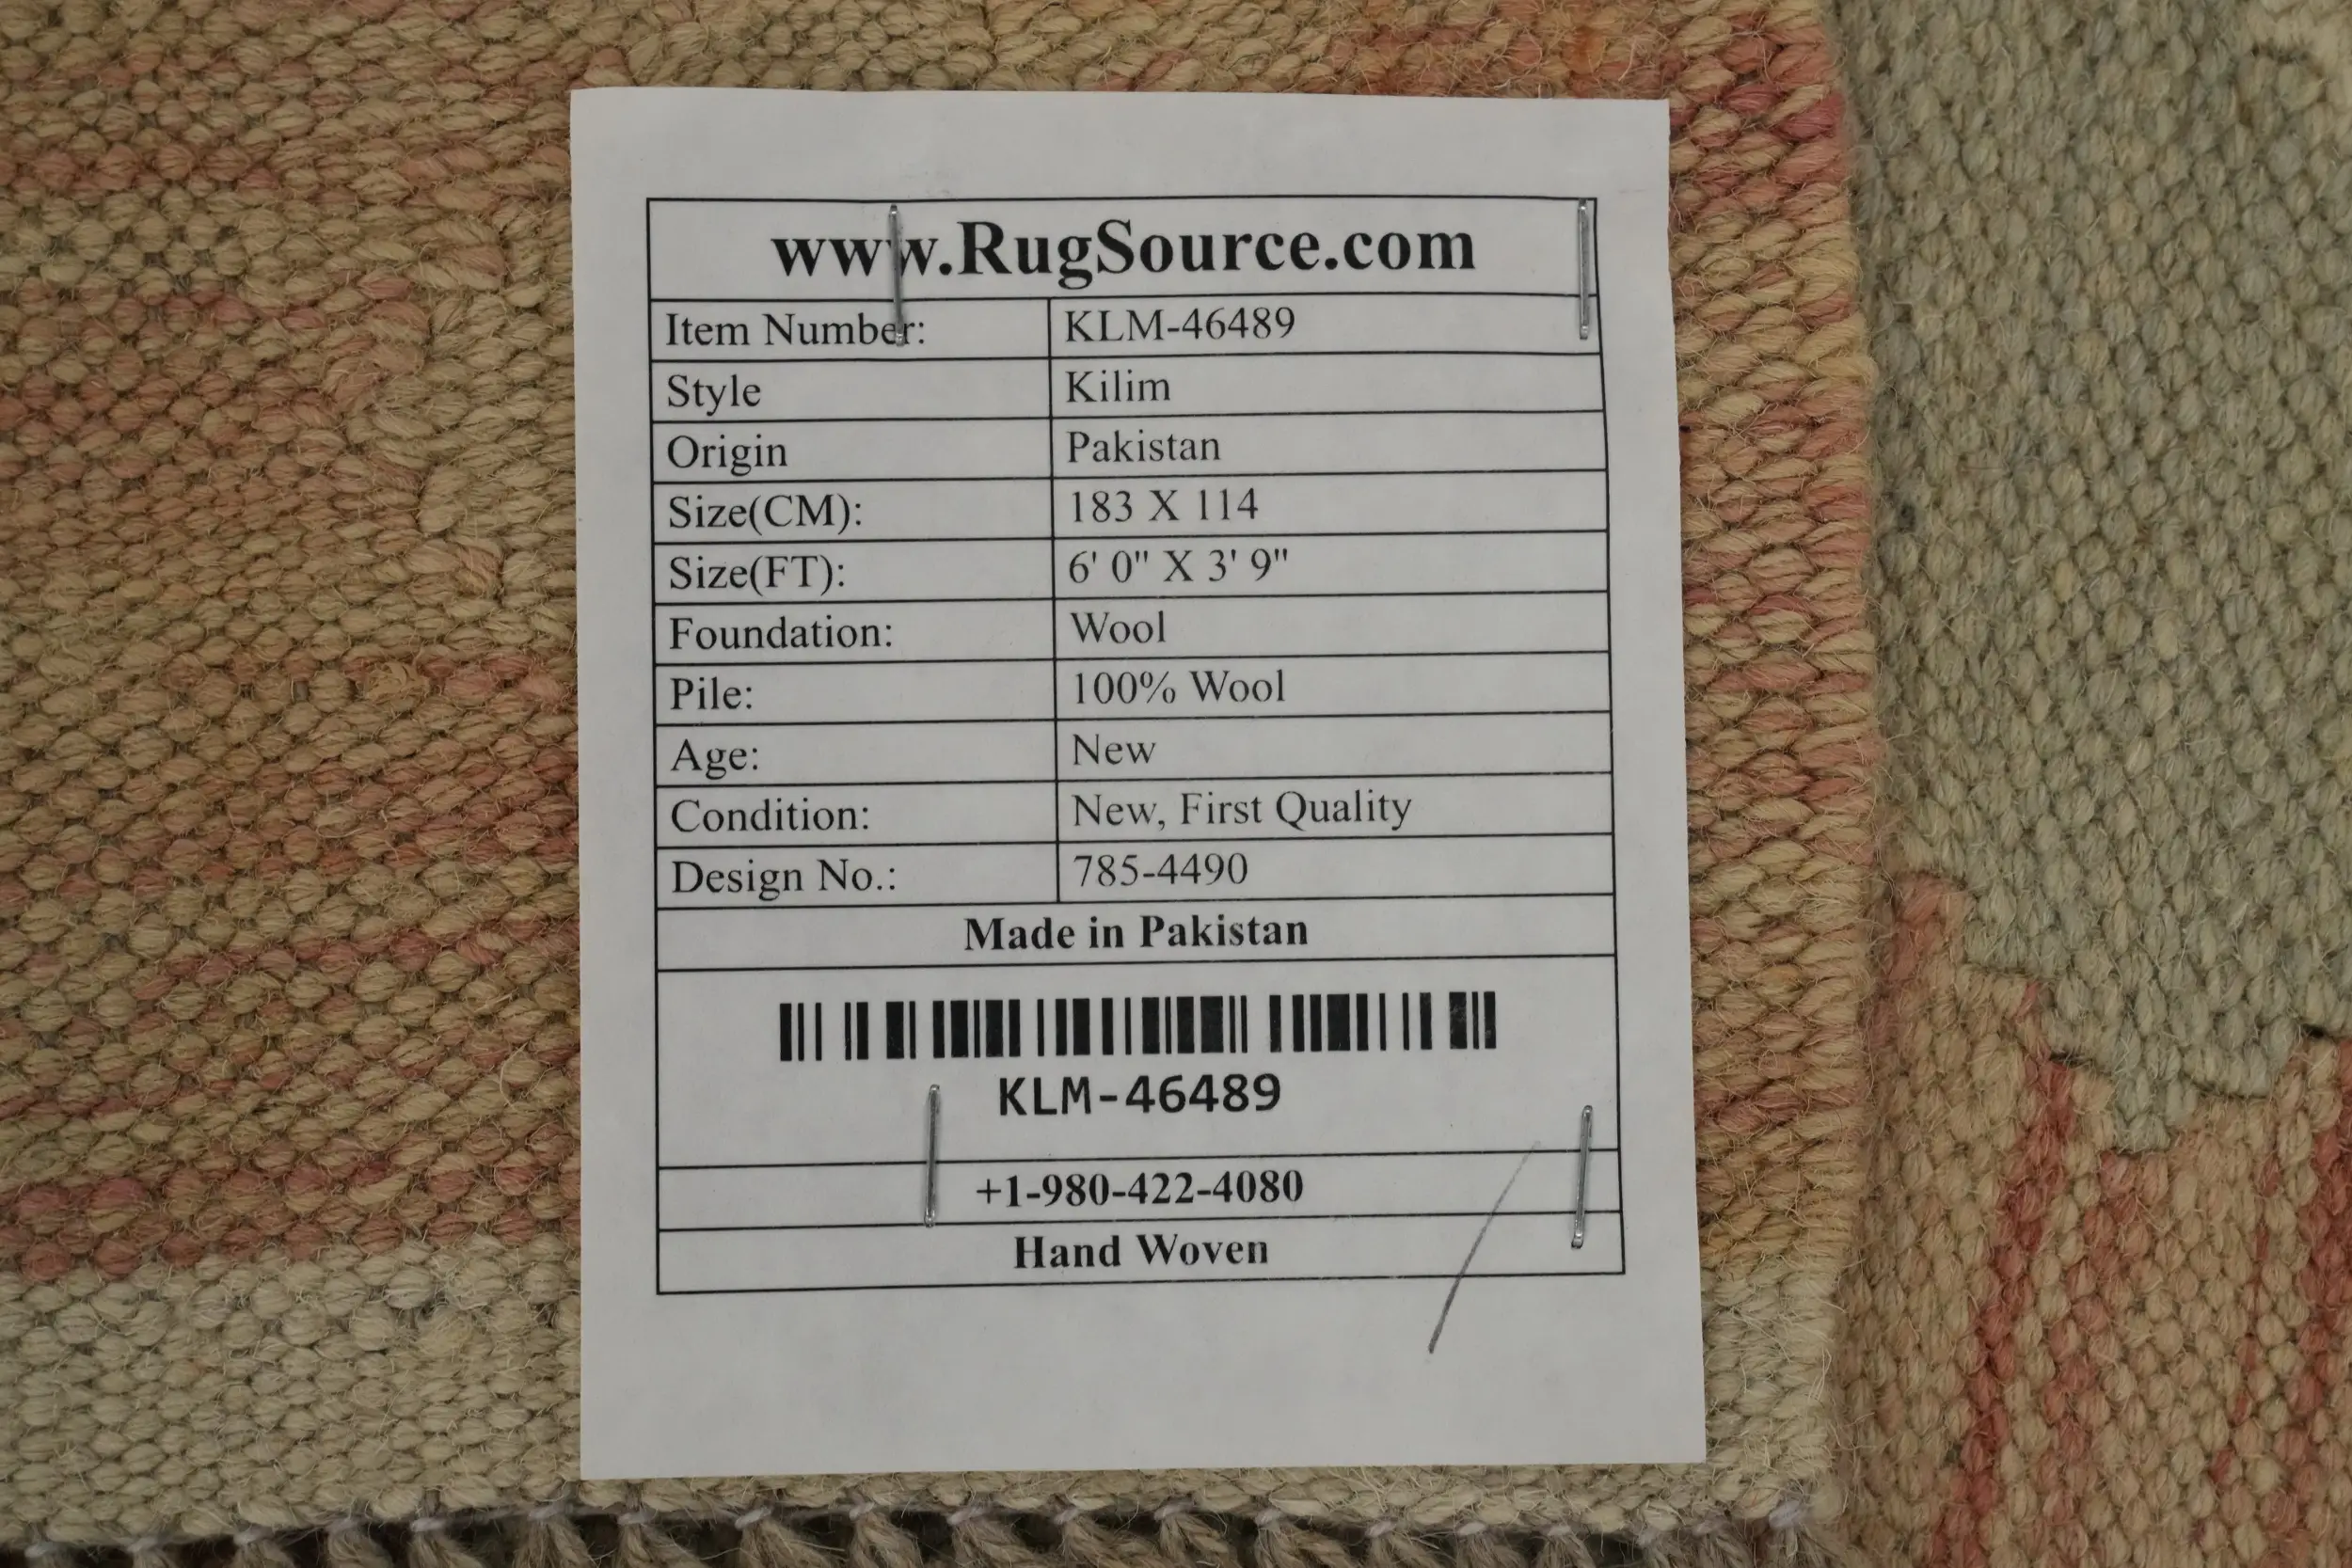 www.RugSource.com
Item Number: KLM-46489
Style Kilim
Origin Pakistan
Size(CM): 183 X 114
Size(FT): 6' 0" X 3' 9"
Foundation: Wool
Pile: 100% Wool
Age: New
Condition: New, First Quality
Design No.: 785-4490
Made in Pakistan
KLM-46489
+1-980-422-4080
Hand Woven